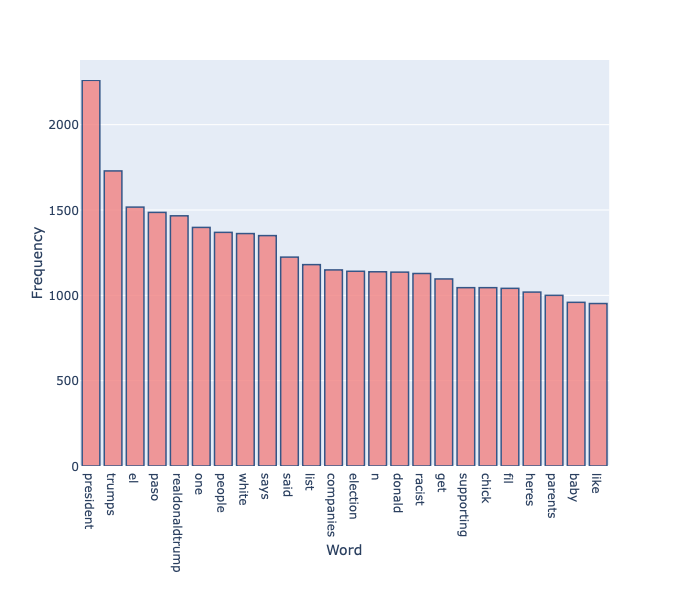 2000
1500
1000
500
0
Frequency
president
trumps
el
paso
realdonaldtrump
one
people
white
says
said
list
companies
election
n
donald
racist
get
supporting
chick
fil
heres
parents
baby
like
Word